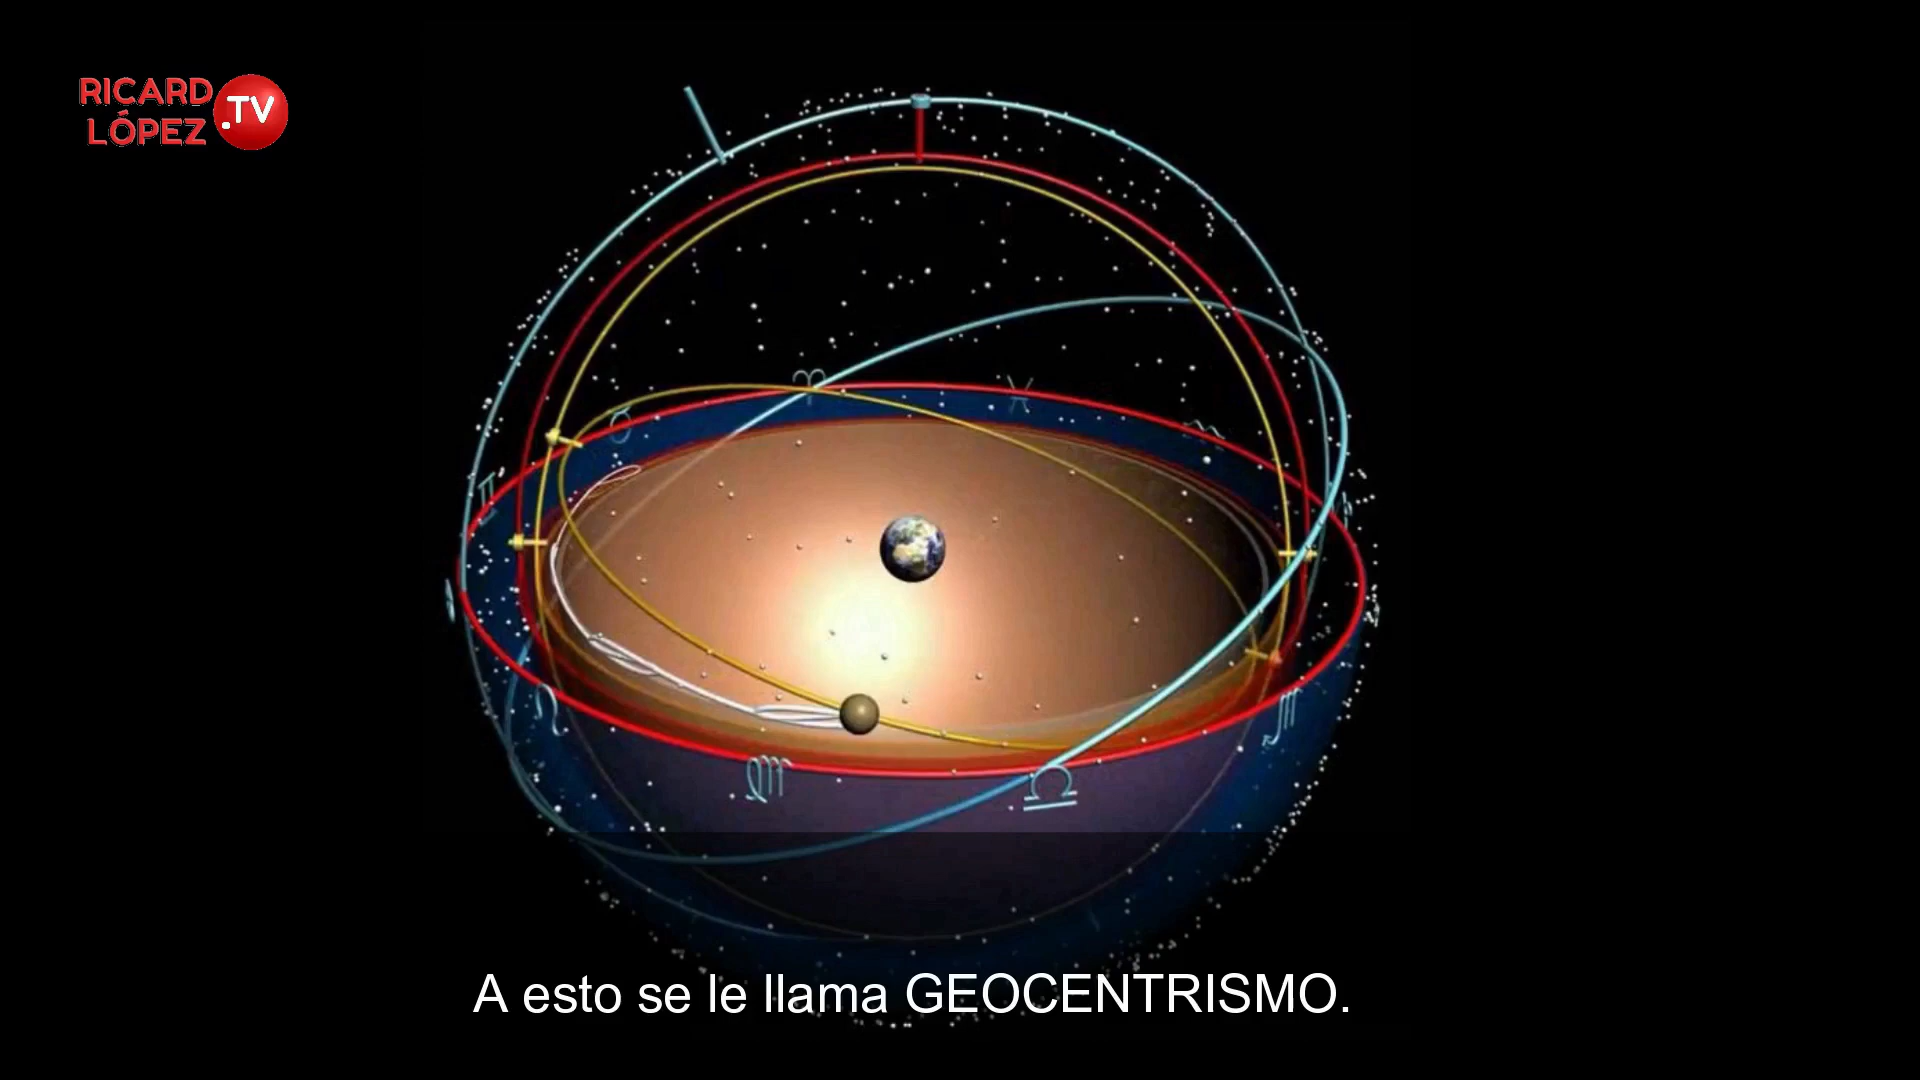 RICARD
LÓPEZ
.TV
♈
♓
♉
♒
♊
♌
♍
♎
♏
A esto se le llama GEOCENTRISMO.